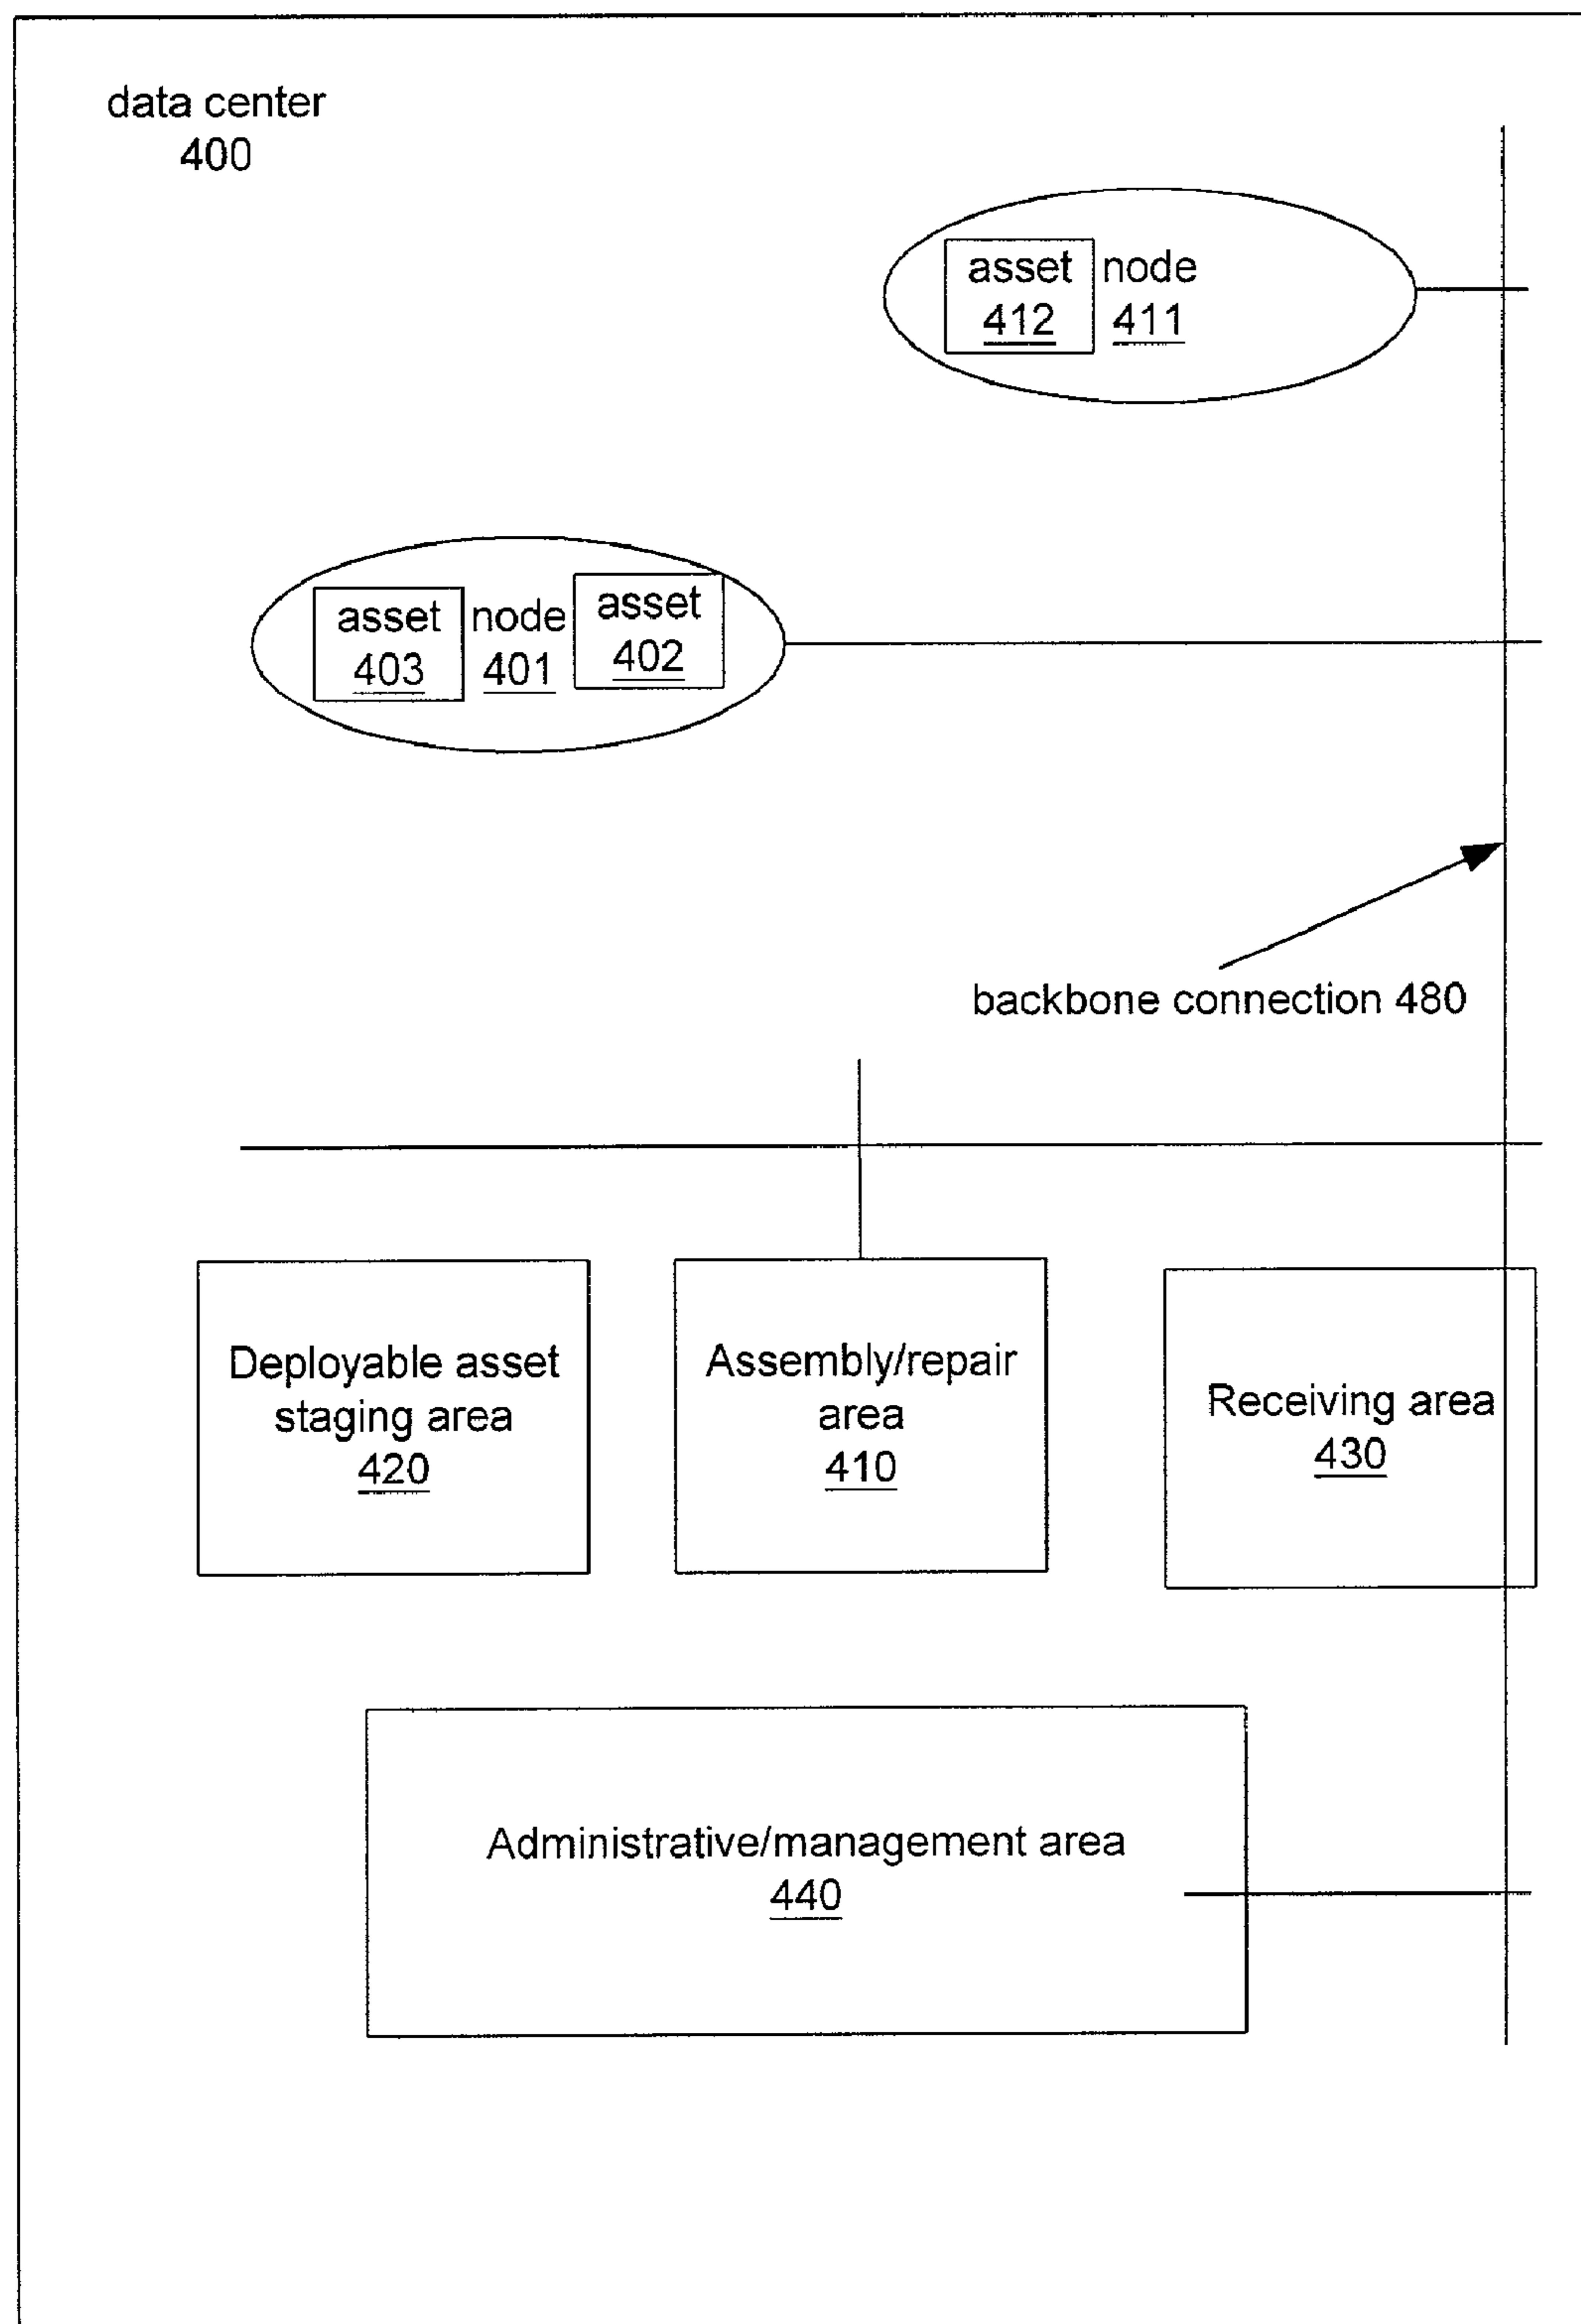 data center
400
asset
412
node
411
asset
403
node
401
asset
402
backbone connection 480
Deployable asset
staging area
420
Assembly/repair
area
410
Receiving area
430
Administrative/management area
440